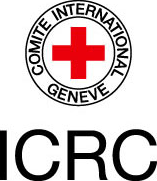 COMITE INTERNATIONAL
GENEVE
ICRC